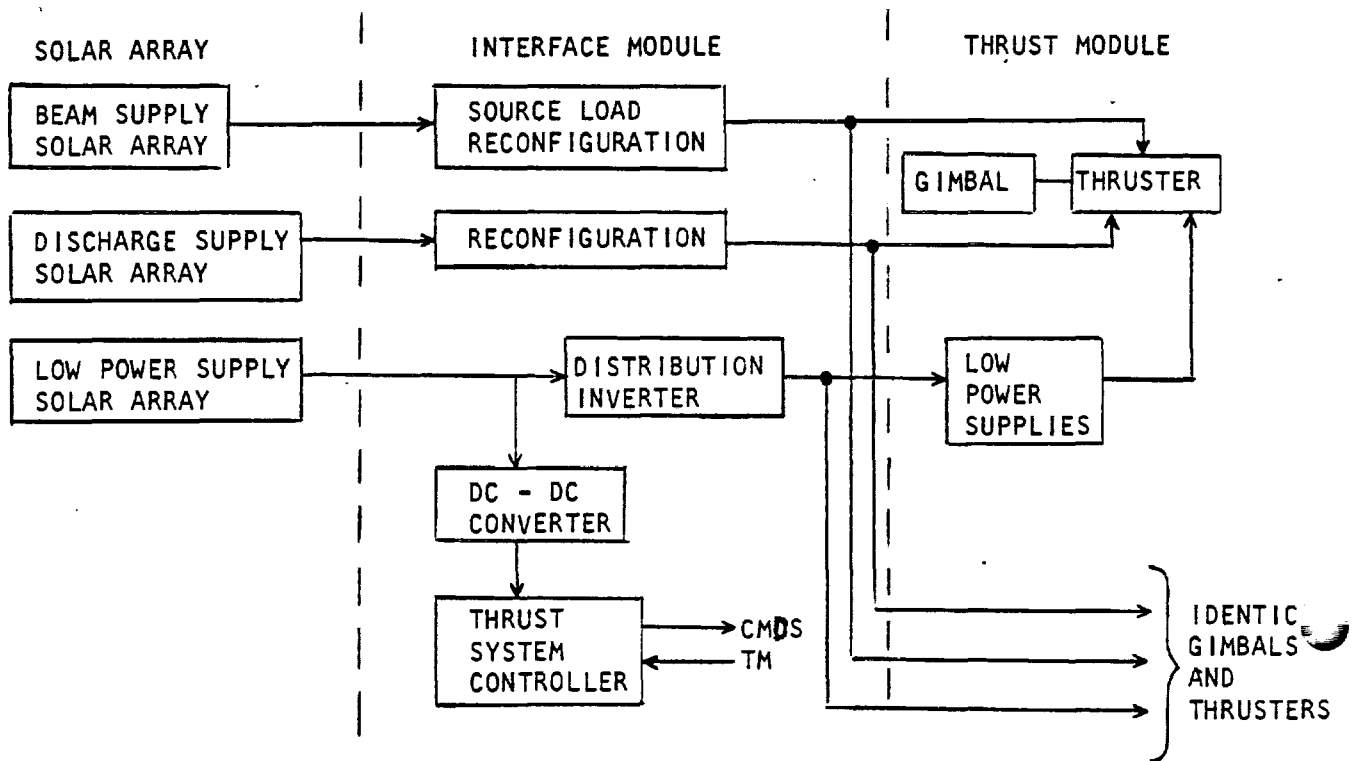 SOLAR ARRAY
INTERFACE MODULE
THRUST MODULE
BEAM SUPPLY
SOLAR ARRAY
SOURCE LOAD
RECONFIGURATION
GIMBAL
THRUSTER
DISCHARGE SUPPLY
SOLAR ARRAY
RECONFIGURATION
LOW POWER SUPPLY
SOLAR ARRAY
DISTRIBUTION
INVERTER
LOW
POWER
SUPPLIES
DC - DC
CONVERTER
THRUST
SYSTEM
CONTROLLER
CMDS
TM
IDENTIC
GIMBALS
AND
THRUSTERS